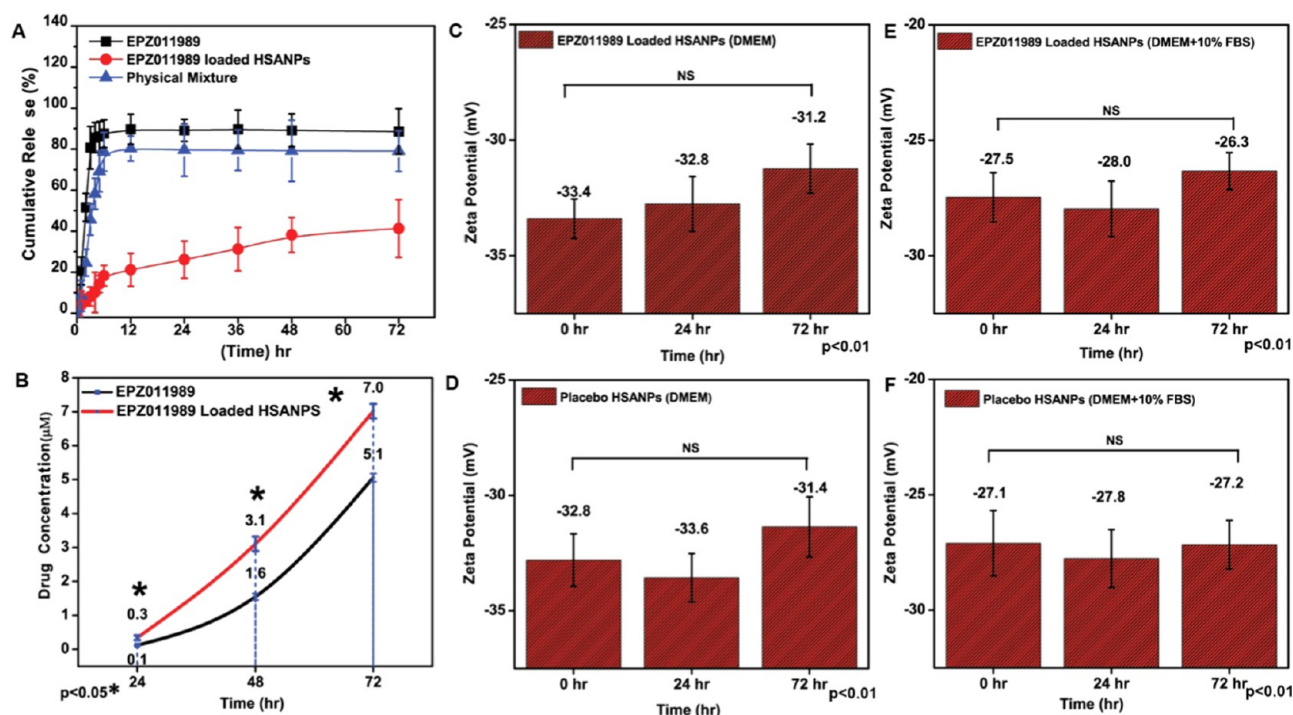 A
140
120
100
80
60
40
20
0
Cumulative Rele se (%)
EPZ011989
EPZ011989 loaded HSANPs
Physical Mixture
0 12 24 36 48 60 72
(Time) hr
B
8
7
6
5
4
3
2
1
0
Drug Concentration(µM)
EPZ011989
EPZ011989 Loaded HSANPS
*
0.3
0.1
*
3.1
1.6
*
7.0
5.1
24 48 72
p<0.05*
Time (hr)
C
-25
-30
-35
Zeta Potential (mV)
EPZ011989 Loaded HSANPs (DMEM)
NS
-33.4
-32.8
-31.2
0 hr 24 hr 72 hr
Time (hr)
p<0.01
D
-25
-30
-35
Zeta Potential (mV)
Placebo HSANPs (DMEM)
NS
-32.8
-33.6
-31.4
0 hr 24 hr 72 hr
Time (hr)
p<0.01
E
-20
-25
-30
Zeta Potential (mV)
EPZ011989 Loaded HSANPs (DMEM+10% FBS)
NS
-27.5
-28.0
-26.3
0 hr 24 hr 72 hr
Time (hr)
p<0.01
F
-20
-25
-30
Zeta Potential (mV)
Placebo HSANPs (DMEM+10% FBS)
NS
-27.1
-27.8
-27.2
0 hr 24 hr 72 hr
Time (hr)
p<0.01